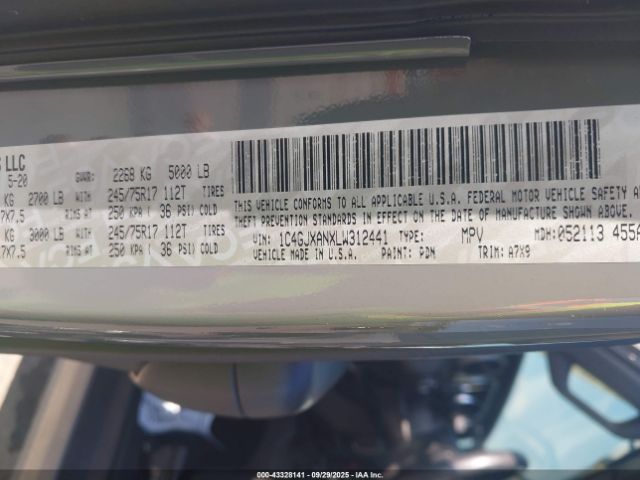 G LLC
5-20 GVWR: 2268 KG 5000 LB
KG 2700 LB WITH 245/75R17 112T TIRES
7X7.5 RIMS AT 250 KPA ( 36 PSI) COLD
KG 3000 LB WITH 245/75R17 112T TIRES
7X7.5 RIMS AT 250 KPA ( 36 PSI) COLD
THIS VEHICLE CONFORMS TO ALL APPLICABLE U.S.A. FEDERAL MOTOR VEHICLE SAFETY A
THEFT PREVENTION STANDARDS IN EFFECT ON THE DATE OF MANUFACTURE SHOWN ABOVE.
VIN: 1C4GJXANXLW312441 TYPE: MPV MDH: 052113 455A
VEHICLE MADE IN U.S.A. PAINT: PDN TRIM: A7X9
000-43328141 - 09/29/2025 - IAA Inc.